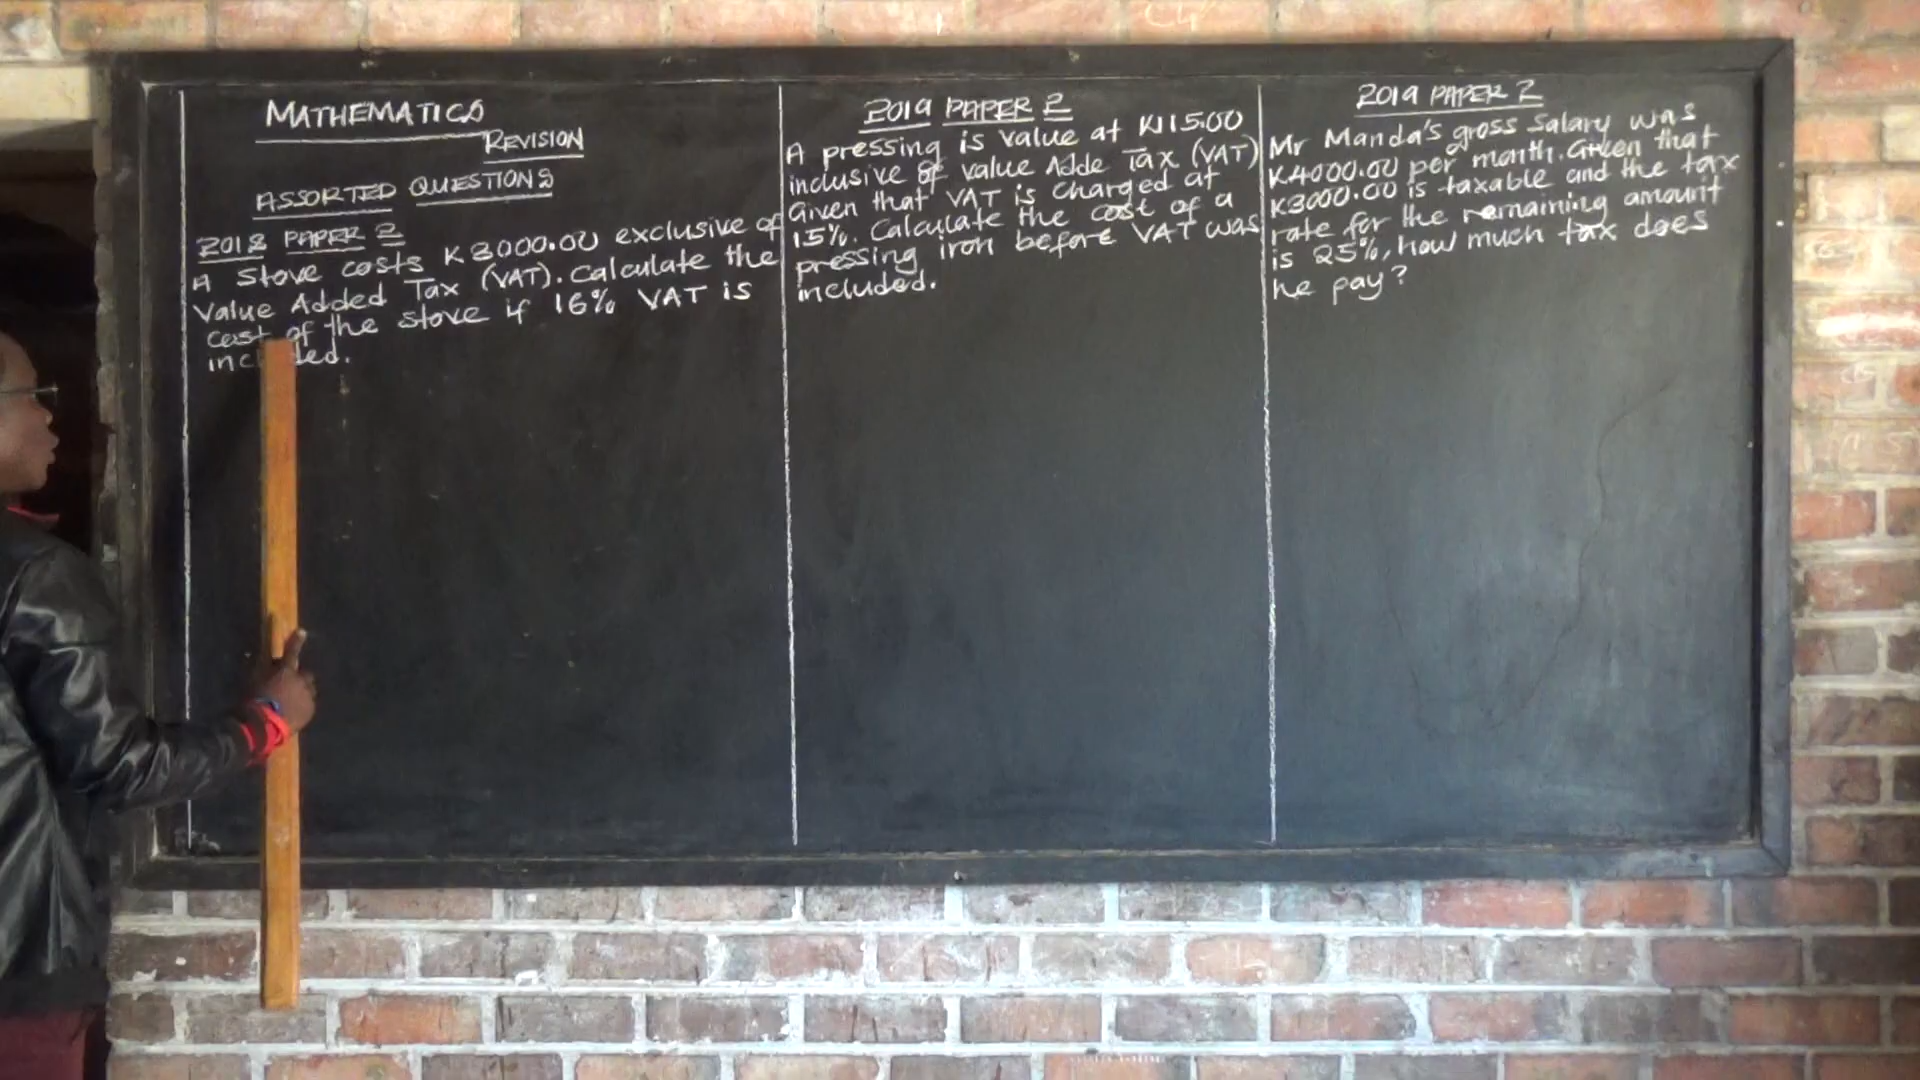 MATHEMATICS
REVISION
ASSORTED QUESTIONS
2018 PAPER 2
A stove costs K3000.00 exclusive of
Value Added Tax (VAT). Calculate the
cost of the stove if 16% VAT is
included.
2019 PAPER 2
A pressing is value at K115.00
inclusive of value Adde Tax (VAT)
Given that VAT is charged at
15%. Calculate the cost of a
pressing iron before VAT was
included.
2019 PAPER 2
Mr Manda's gross salary was
K4000.00 per month. Given that
K3000.00 is taxable and the tax
rate for the remaining amount
is 25%, how much tax does
he pay?